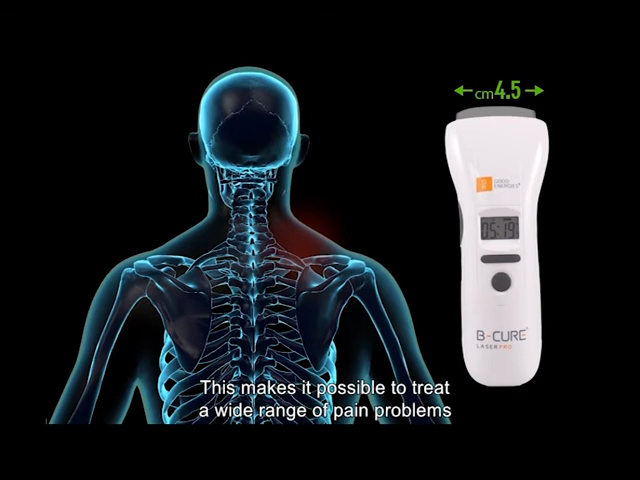 cm4.5
GOOD
ENERGIES
05:19
B-CURE
LASER PRO
This makes it possible to treat
a wide range of pain problems